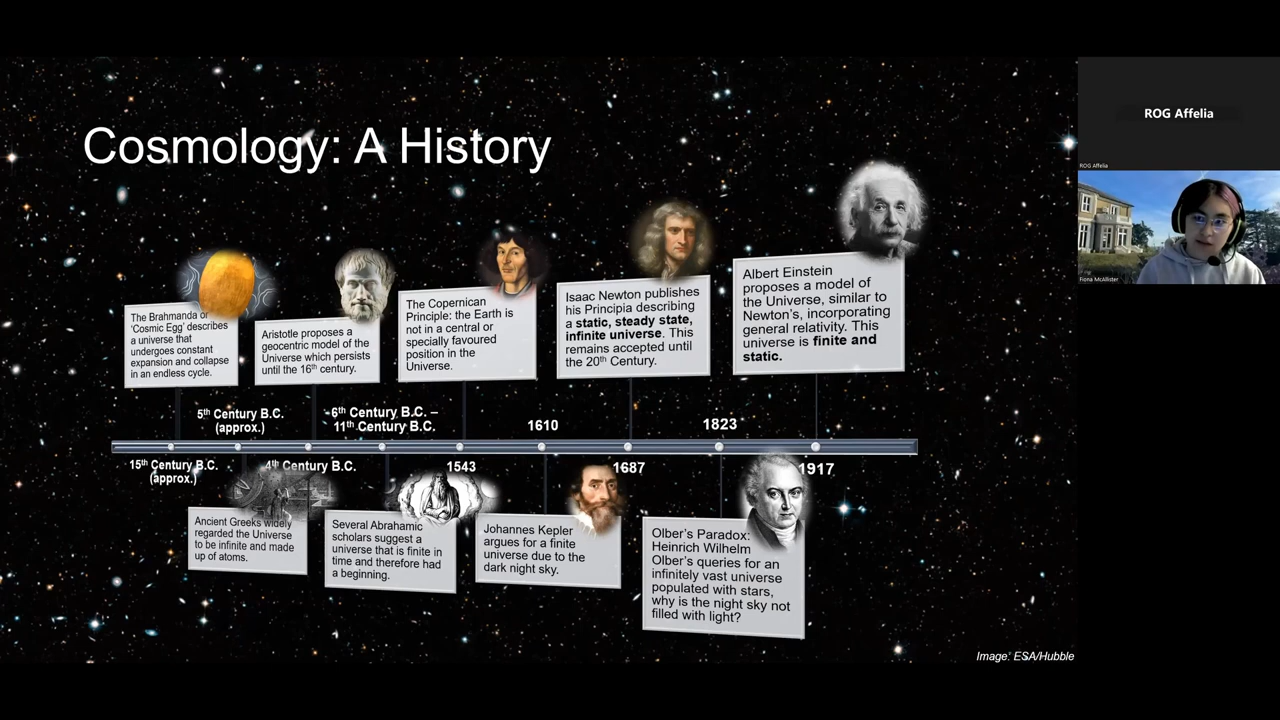 Cosmology: A History
The Brahmanda or
'Cosmic Egg' describes
a universe that
undergoes constant
expansion and collapse
in an endless cycle.
Aristotle proposes a
geocentric model of the
Universe which persists
until the 16th century.
The Copernican
Principle: the Earth is
not in a central or
specially favoured
position in the
Universe.
Isaac Newton publishes
his Principia describing
a static, steady state,
infinite universe. This
remains accepted until
the 20th Century.
Albert Einstein
proposes a model of
the Universe, similar to
Newton's, incorporating
general relativity. This
universe is finite and
static.
5th Century B.C.
(approx.)
6th Century B.C. –
11th Century B.C.
1610
1823
15th Century B.C.
(approx.)
4th Century B.C.
1543
1687
1917
Ancient Greeks widely
regarded the Universe
to be infinite and made
up of atoms.
Several Abrahamic
scholars suggest a
universe that is finite in
time and therefore had
a beginning.
Johannes Kepler
argues for a finite
universe due to the
dark night sky.
Olber's Paradox:
Heinrich Wilhelm
Olber's queries for an
infinitely vast universe
populated with stars,
why is the night sky not
filled with light?
Image: ESA/Hubble
ROG Affelia
ROG Affelia
Fiona McAllister